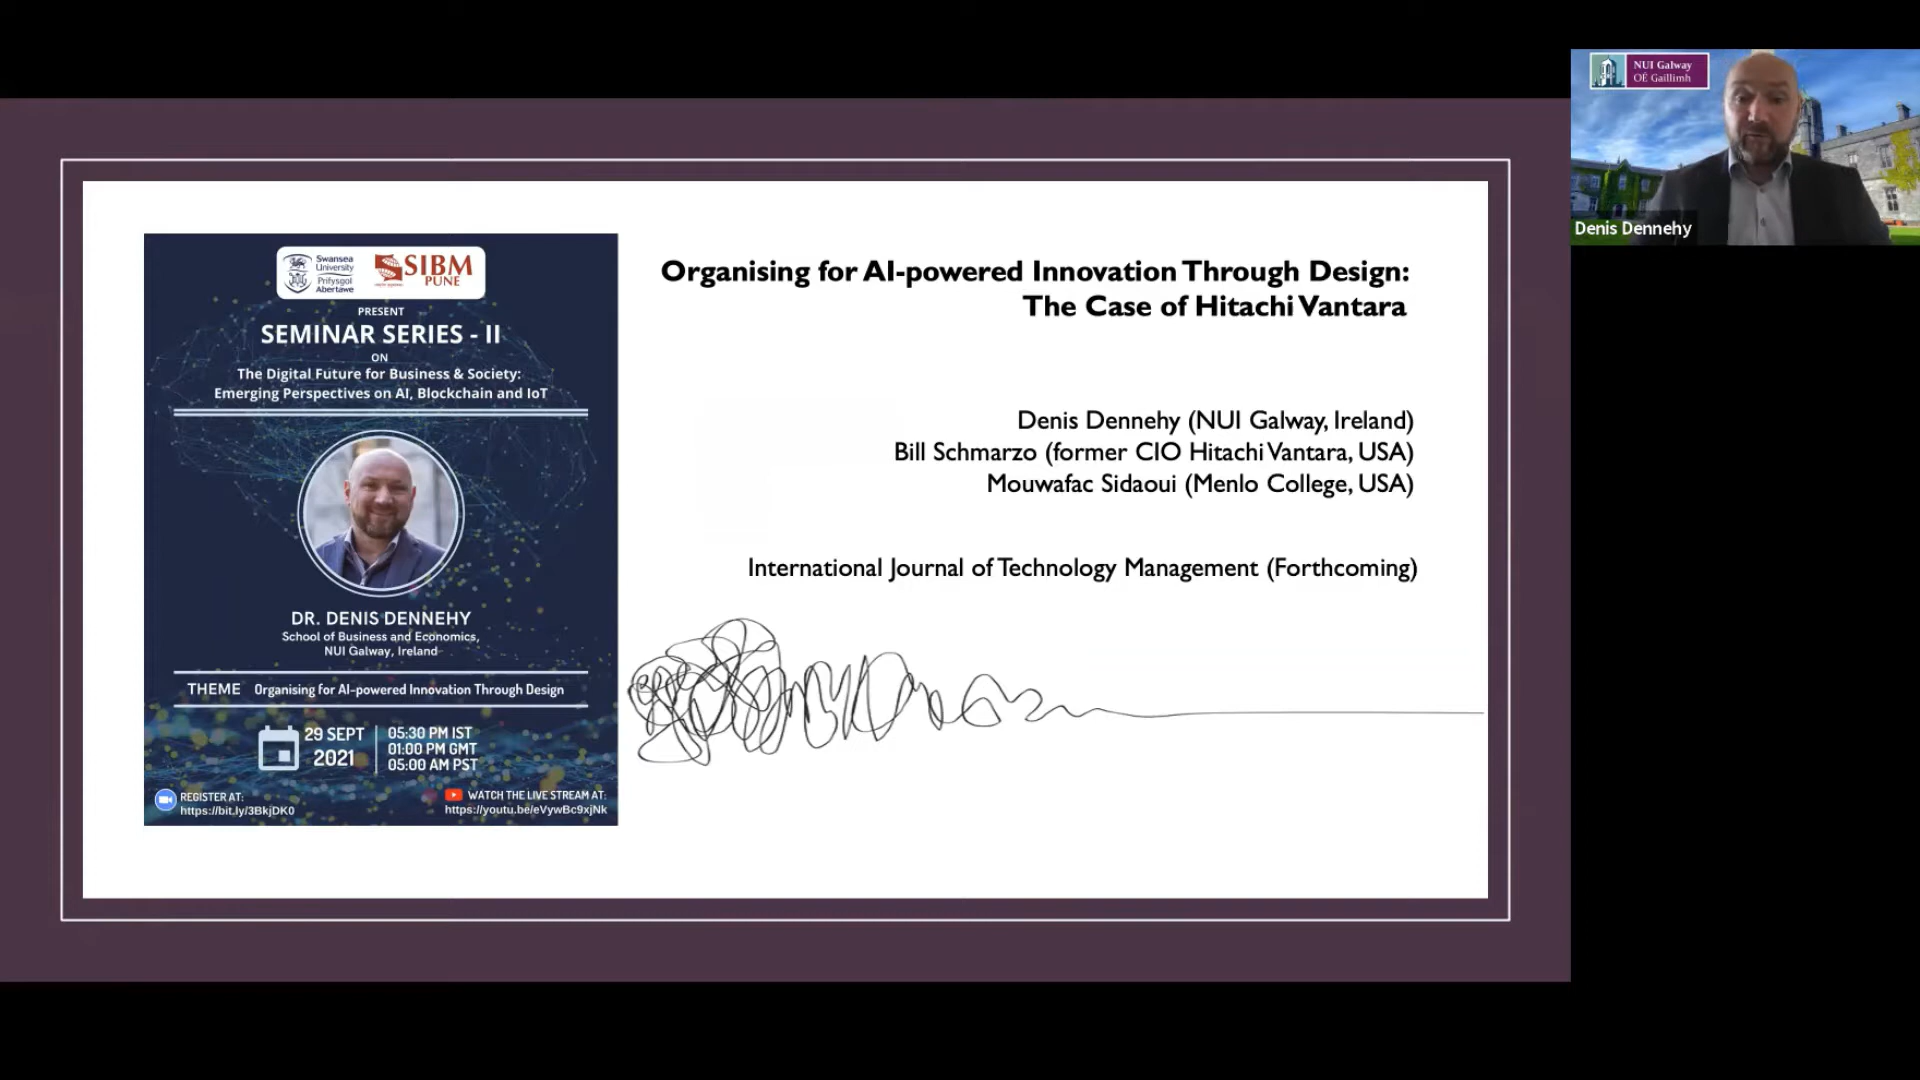 Swansea
University
Prifysgol
Abertawe
SIBM
PUNE
PRESENT
SEMINAR SERIES - II
ON
The Digital Future for Business & Society:
Emerging Perspectives on AI, Blockchain and IoT
DR. DENIS DENNEHY
School of Business and Economics,
NUI Galway, Ireland
THEME Organising for AI-powered Innovation Through Design
29 SEPT
2021
05:30 PM IST
01:00 PM GMT
05:00 AM PST
REGISTER AT:
https://bit.ly/3BkjDK0
WATCH THE LIVE STREAM AT:
https://youtu.be/eVywBc9xjNk
Organising for AI-powered Innovation Through Design:
The Case of Hitachi Vantara
Denis Dennehy (NUI Galway, Ireland)
Bill Schmarzo (former CIO Hitachi Vantara, USA)
Mouwafac Sidaoui (Menlo College, USA)
International Journal of Technology Management (Forthcoming)
NUI Galway
OÉ Gaillimh
Denis Dennehy